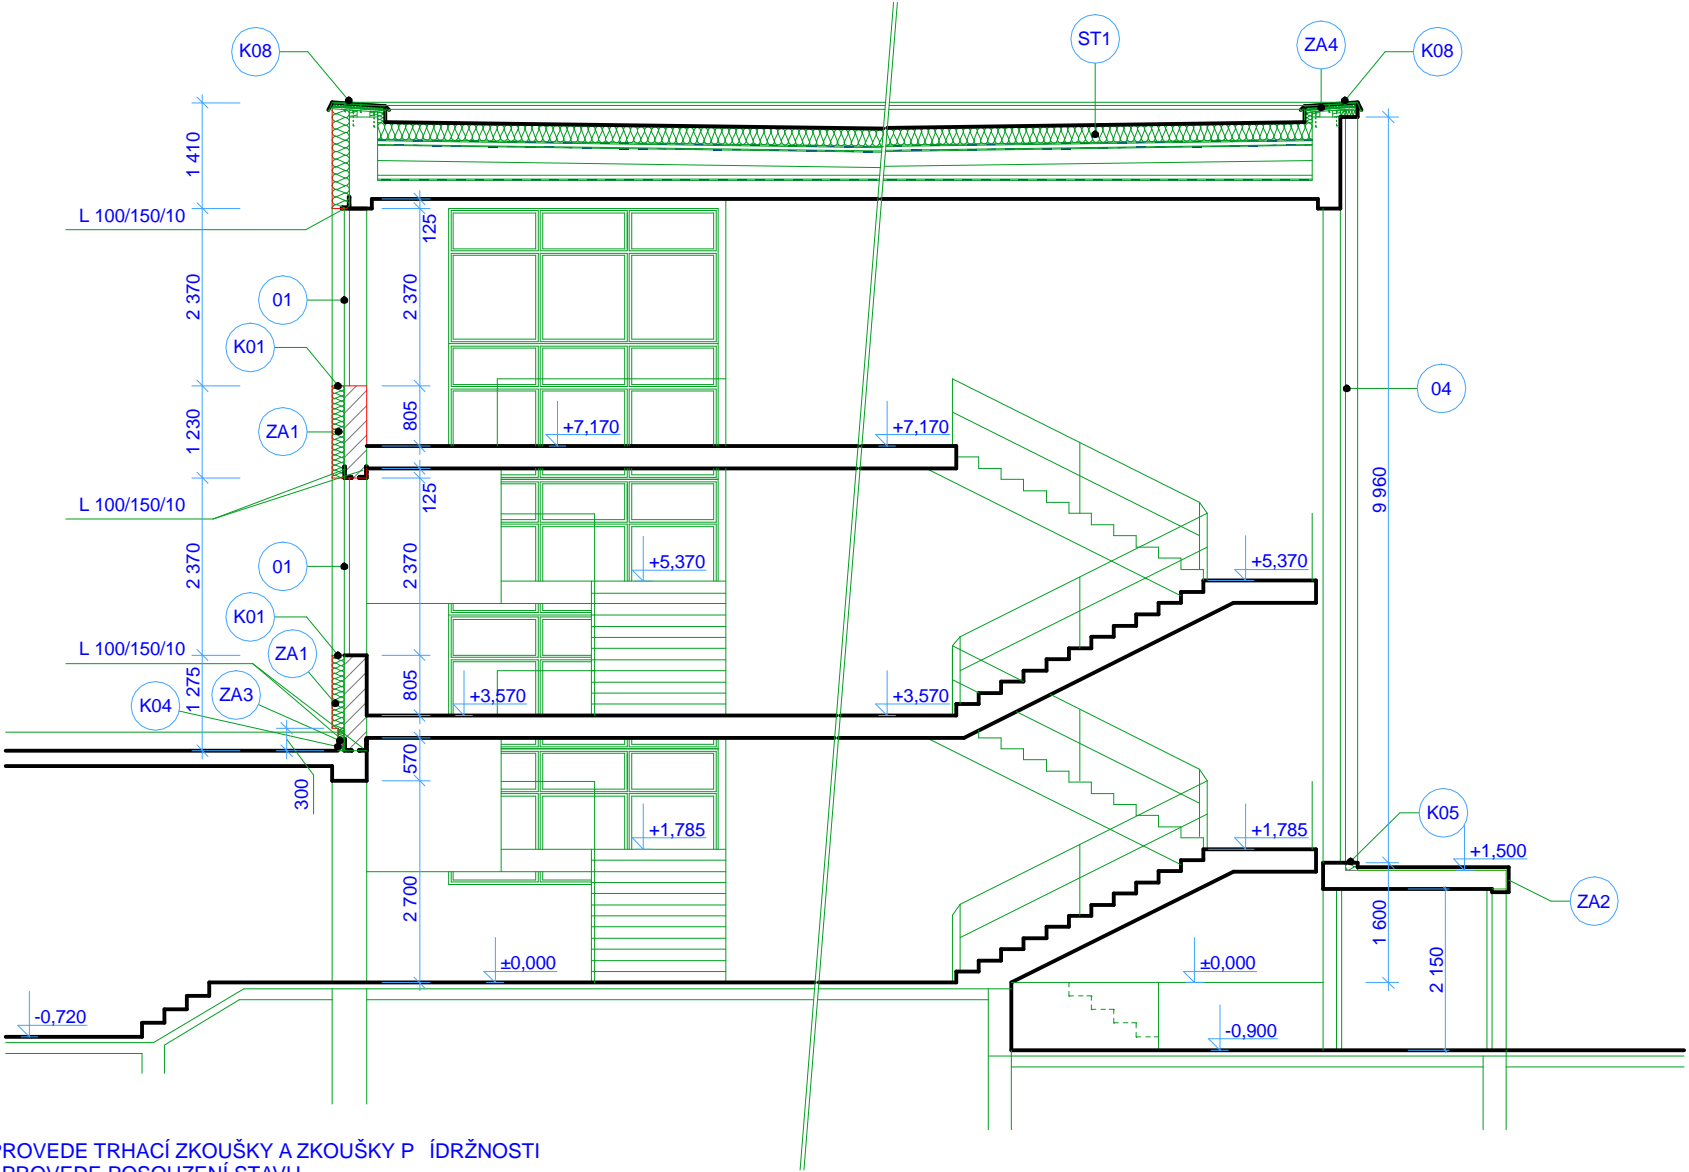 K08
ST1
ZA4
K08
1 410
L 100/150/10
125
2 370
01
2 370
K01
04
1 230
ZA1
805
+7,170
+7,170
L 100/150/10
125
9 960
2 370
01
2 370
+5,370
+5,370
K01
L 100/150/10
ZA1
1 275
ZA3
K04
805
+3,570
+3,570
570
300
+1,785
+1,785
K05
+1,500
2 700
ZA2
1 600
2 150
±0,000
±0,000
-0,720
-0,900
PROVEDE TRHACÍ ZKOUŠKY A ZKOUŠKY P ÍDRŽNOSTI
PROVEDE POSOUZENÍ STAVU